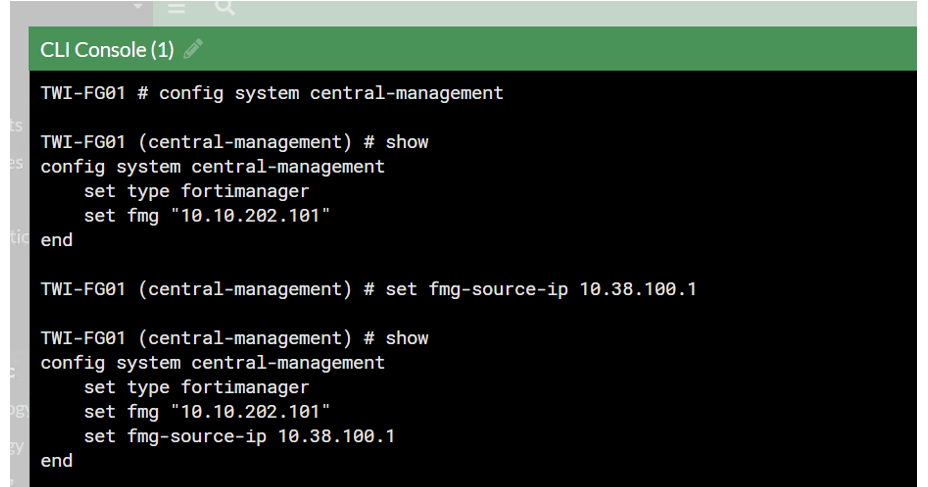 CLI Console (1)
TWI-FG01 # config system central-management
TWI-FG01 (central-management) # show
config system central-management
    set type fortimanager
    set fmg "10.10.202.101"
end
TWI-FG01 (central-management) # set fmg-source-ip 10.38.100.1
TWI-FG01 (central-management) # show
config system central-management
    set type fortimanager
    set fmg "10.10.202.101"
    set fmg-source-ip 10.38.100.1
end